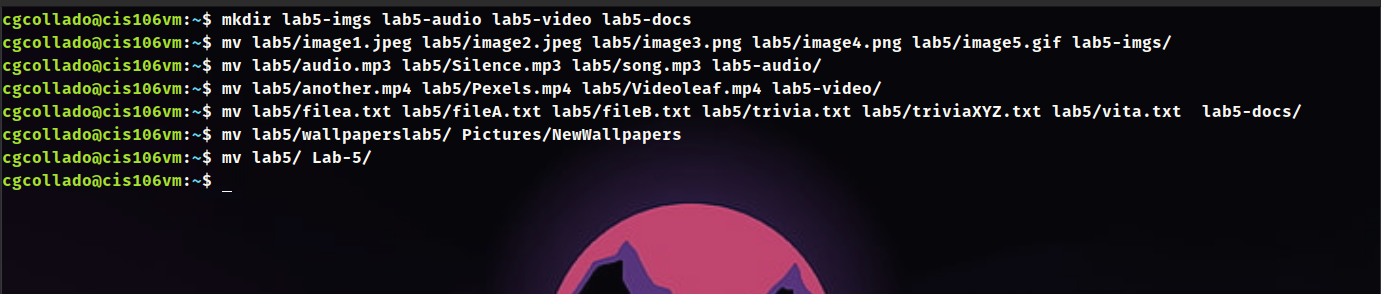 cgcollado@cis106vm:~$ mkdir lab5-imgs lab5-audio lab5-video lab5-docs
cgcollado@cis106vm:~$ mv lab5/image1.jpeg lab5/image2.jpeg lab5/image3.png lab5/image4.png lab5/image5.gif lab5-imgs/
cgcollado@cis106vm:~$ mv lab5/audio.mp3 lab5/Silence.mp3 lab5/song.mp3 lab5-audio/
cgcollado@cis106vm:~$ mv lab5/another.mp4 lab5/Pexels.mp4 lab5/Videoleaf.mp4 lab5-video/
cgcollado@cis106vm:~$ mv lab5/filea.txt lab5/fileA.txt lab5/fileB.txt lab5/trivia.txt lab5/triviaXYZ.txt lab5/vita.txt  lab5-docs/
cgcollado@cis106vm:~$ mv lab5/wallpaperslab5/ Pictures/NewWallpapers
cgcollado@cis106vm:~$ mv lab5/ Lab-5/
cgcollado@cis106vm:~$ _